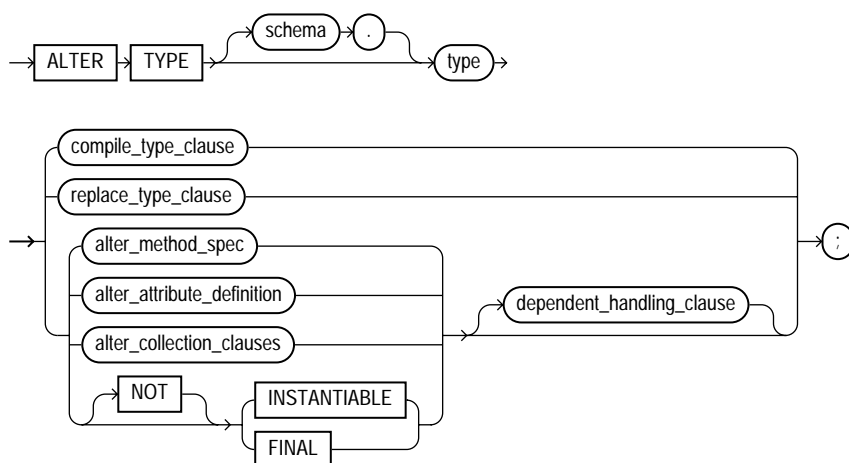 schema .
ALTER TYPE type
compile_type_clause
replace_type_clause
alter_method_spec ;
alter_attribute_definition dependent_handling_clause
alter_collection_clauses
NOT INSTANTIABLE
FINAL